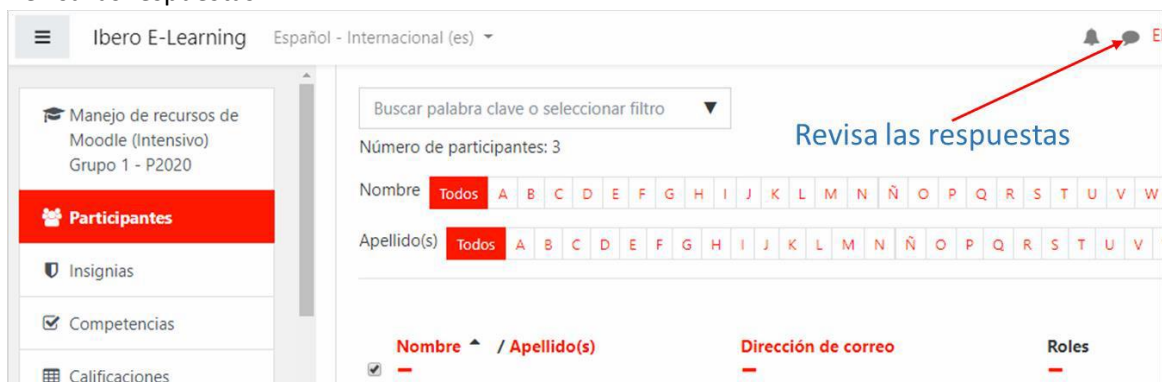 Ibero E-Learning Español - Internacional (es)
Manejo de recursos de
Moodle (Intensivo)
Grupo 1 - P2020
Participantes
Insignias
Competencias
Calificaciones
Buscar palabra clave o seleccionar filtro
Revisa las respuestas
Número de participantes: 3
Nombre Todos A B C D E F G H I J K L M N Ñ O P Q R S T U V W
Apellido(s) Todos A B C D E F G H I J K L M N Ñ O P Q R S T U V
Nombre / Apellido(s) Dirección de correo Roles